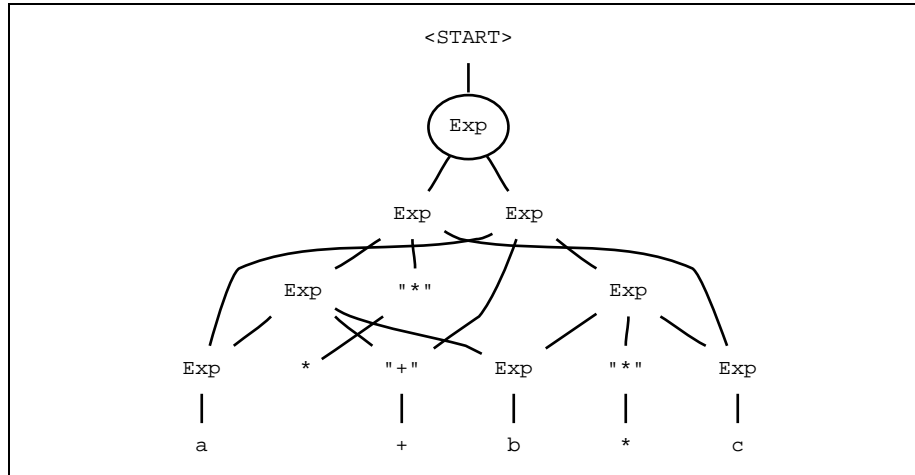 <START>
Exp
Exp Exp
Exp "*" Exp
Exp * "+" Exp "*" Exp
a + b * c